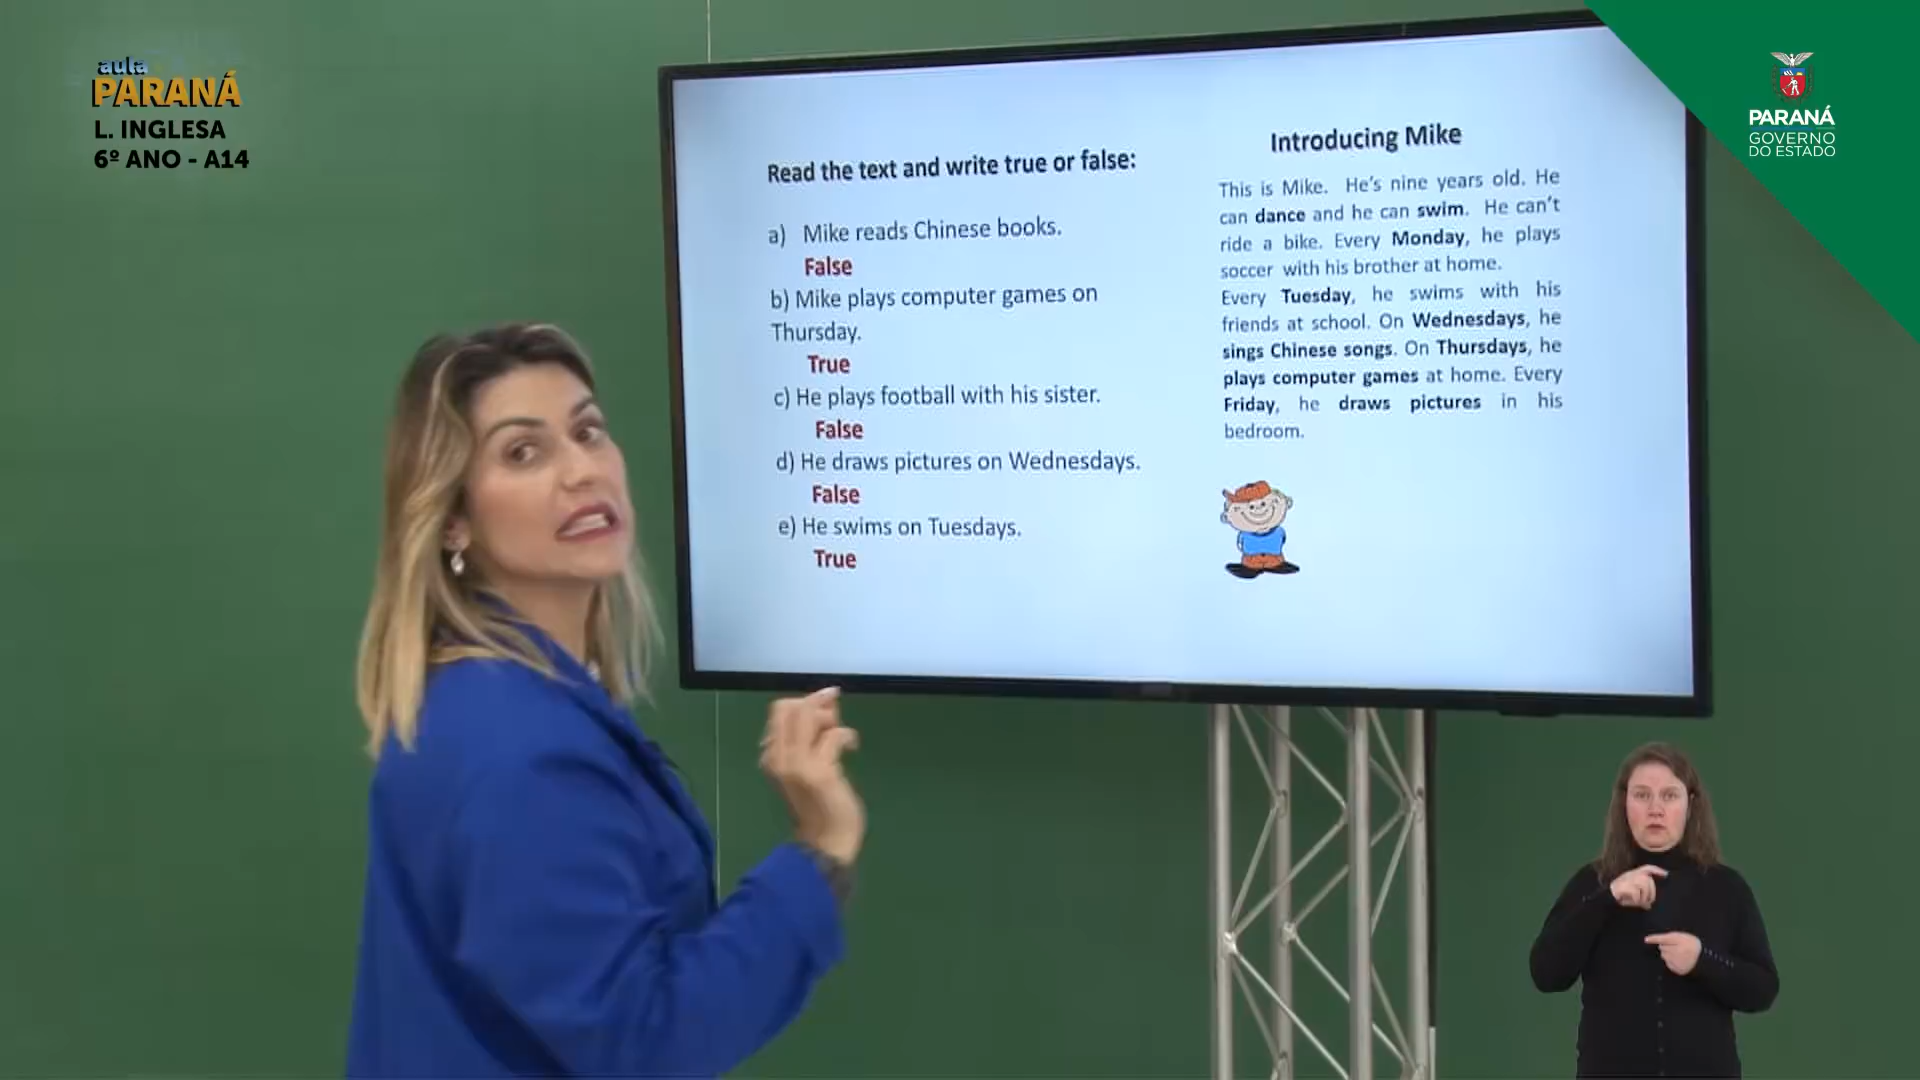 aula
PARANÁ
L. INGLESA
6º ANO - A14
Read the text and write true or false:
a) Mike reads Chinese books.
False
b) Mike plays computer games on
Thursday.
True
c) He plays football with his sister.
False
d) He draws pictures on Wednesdays.
False
e) He swims on Tuesdays.
True
Introducing Mike
This is Mike. He's nine years old. He
can dance and he can swim. He can't
ride a bike. Every Monday, he plays
soccer with his brother at home.
Every Tuesday, he swims with his
friends at school. On Wednesdays, he
sings Chinese songs. On Thursdays, he
plays computer games at home. Every
Friday, he draws pictures in his
bedroom.
PARANÁ
GOVERNO
DO ESTADO